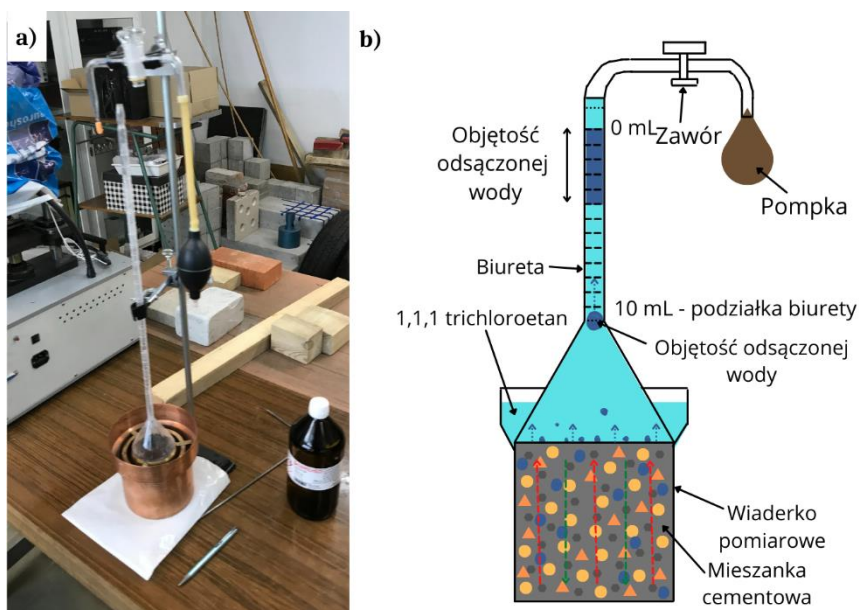 a)
b)
0 mL
Zawór
Objętość
odsączonej
wody
Pompka
Biureta
10 mL - podziałka biurety
1,1,1 trichloroetan
Objętość odsączonej
wody
Wiaderko
pomiarowe
Mieszanka
cementowa